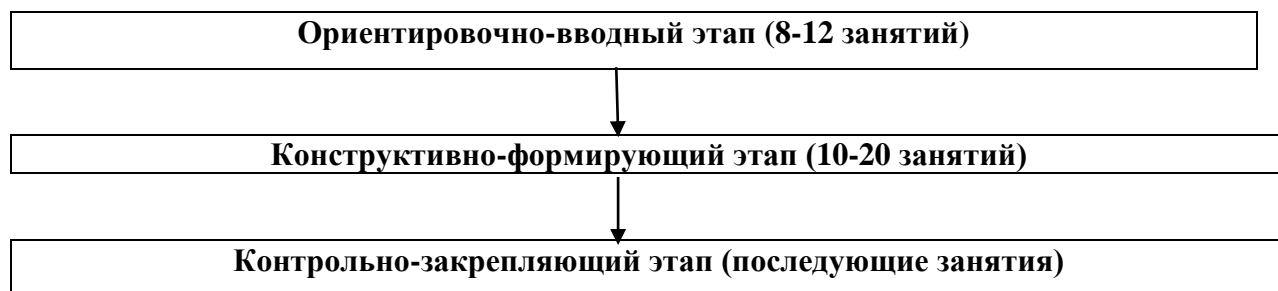 Ориентировочно-вводный этап (8-12 занятий)
Конструктивно-формирующий этап (10-20 занятий)
Контрольно-закрепляющий этап (последующие занятия)